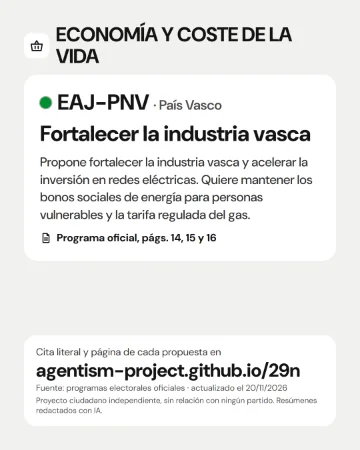 ECONOMÍA Y COSTE DE LA
VIDA
EAJ-PNV · País Vasco
Fortalecer la industria vasca
Propone fortalecer la industria vasca y acelerar la
inversión en redes eléctricas. Quiere mantener los
bonos sociales de energía para personas
vulnerables y la tarifa regulada del gas.
Programa oficial, págs. 14, 15 y 16
Cita literal y página de cada propuesta en
agentism-project.github.io/29n
Fuente: programas electorales oficiales · actualizado el 20/11/2026
Proyecto ciudadano independiente, sin relación con ningún partido. Resúmenes
redactados con IA.